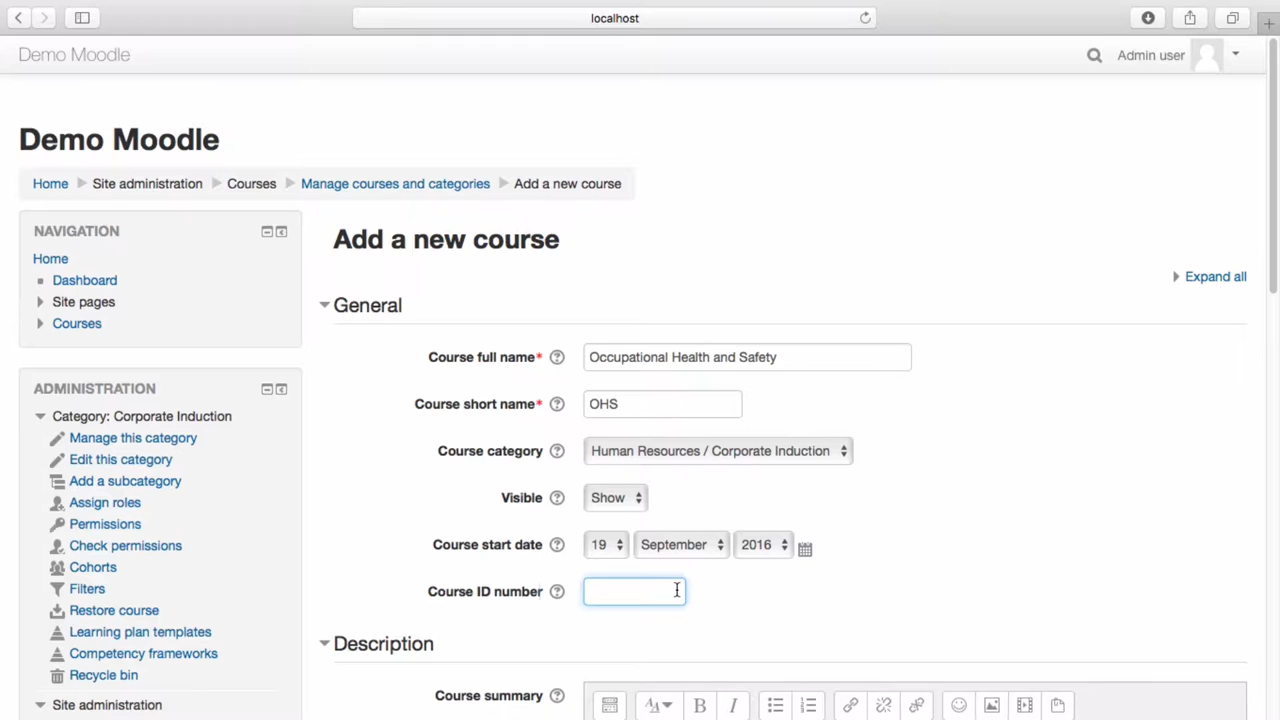 localhost
Demo Moodle
Admin user
Demo Moodle
Home Site administration Courses Manage courses and categories Add a new course
NAVIGATION
Home
Dashboard
Site pages
Courses
ADMINISTRATION
Category: Corporate Induction
Manage this category
Edit this category
Add a subcategory
Assign roles
Permissions
Check permissions
Cohorts
Filters
Restore course
Learning plan templates
Competency frameworks
Recycle bin
Site administration
Add a new course
Expand all
General
Course full name* Occupational Health and Safety
Course short name* OHS
Course category Human Resources / Corporate Induction
Visible Show
Course start date 19 September 2016
Course ID number
Description
Course summary